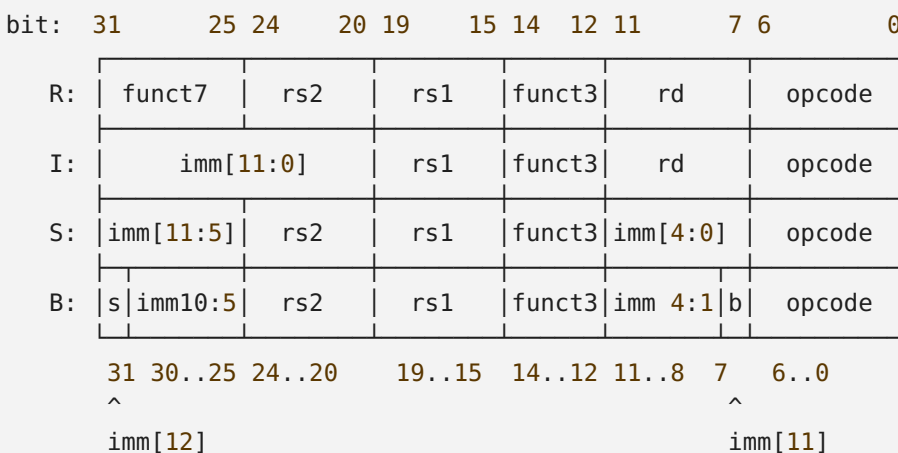 bit: 31 25 24 20 19 15 14 12 11 7 6 0
R: | funct7 | rs2 | rs1 |funct3| rd | opcode
I: | imm[11:0] | rs1 |funct3| rd | opcode
S: |imm[11:5]| rs2 | rs1 |funct3|imm[4:0] | opcode
B: |s|imm10:5| rs2 | rs1 |funct3|imm 4:1|b| opcode
31 30..25 24..20 19..15 14..12 11..8 7 6..0
^ ^
imm[12] imm[11]